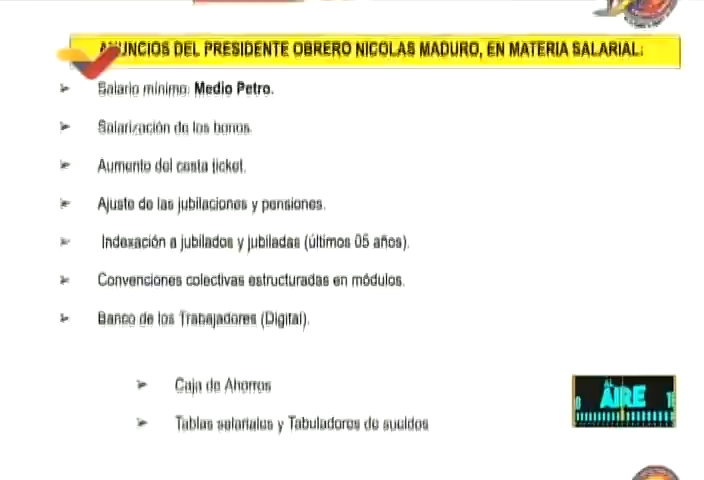 ANUNCIOS DEL PRESIDENTE OBRERO NICOLAS MADURO, EN MATERIA SALARIAL:
Salario mínimo: Medio Petro.
Salarización de los bonos.
Aumento del cesta ticket.
Ajuste de las jubilaciones y pensiones.
Indexación a jubilados y jubiladas (últimos 05 años).
Convenciones colectivas estructuradas en módulos.
Banco de los Trabajadores (Digital).
Caja de Ahorros
Tablas salariales y Tabuladores de sueldos
AL
AIRE